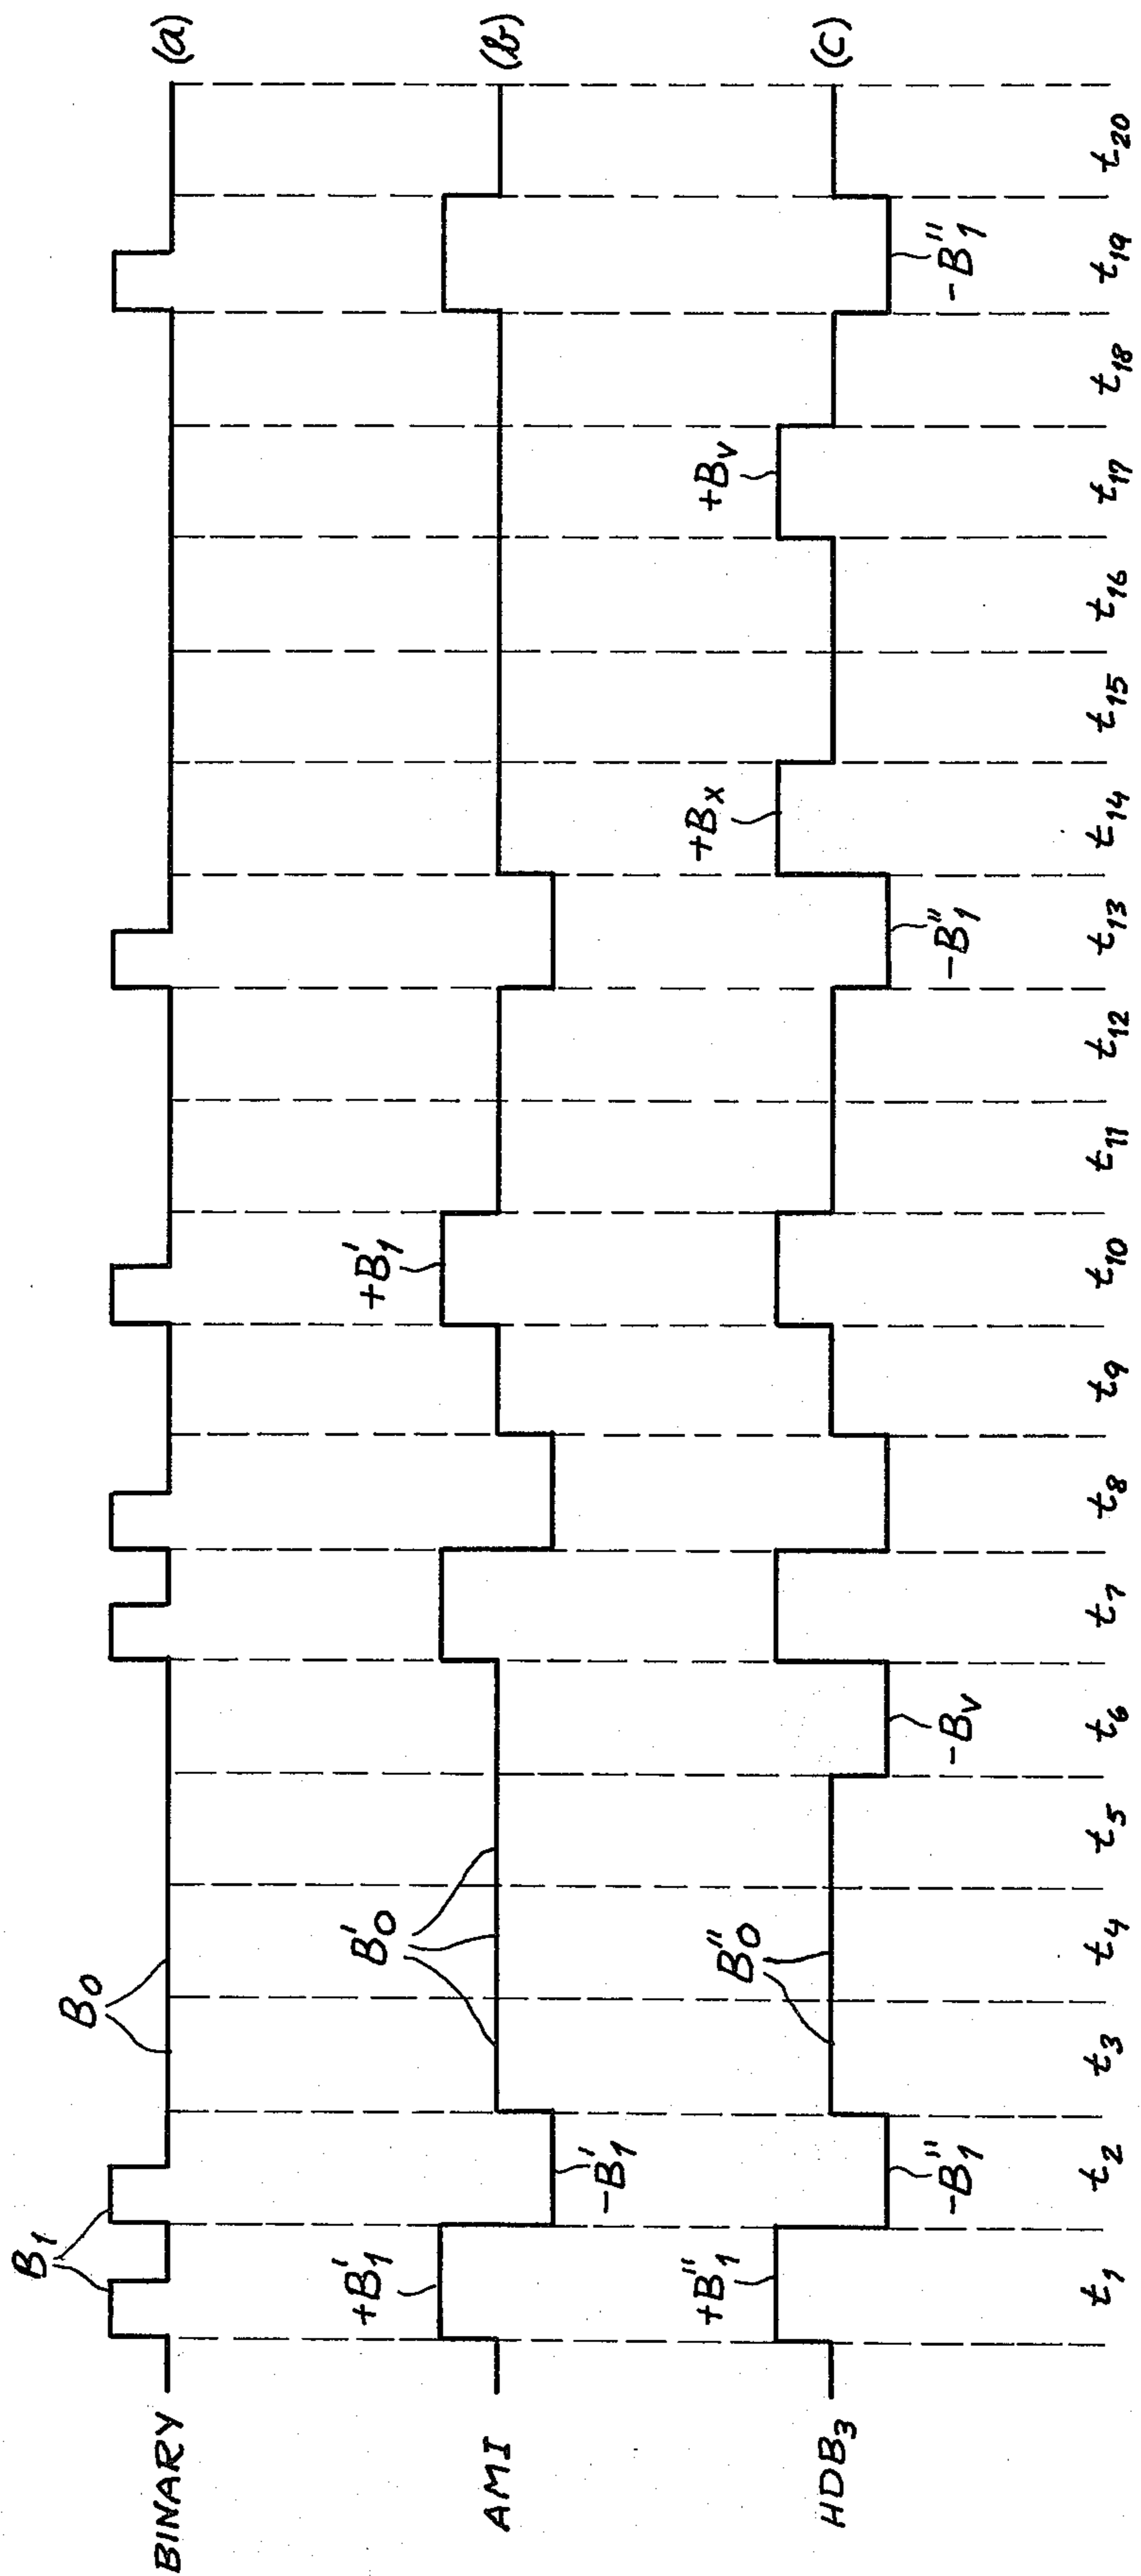 BINARY
B1
B0
(a)
AMI
+B'1
-B'1
B'0
+B'1
(b)
HDB3
+B"1
-B"1
B"0
-Bv
-B"1
+Bx
+Bv
-B"1
(c)
t1 t2 t3 t4 t5 t6 t7 t8 t9 t10 t11 t12 t13 t14 t15 t16 t17 t18 t19 t20